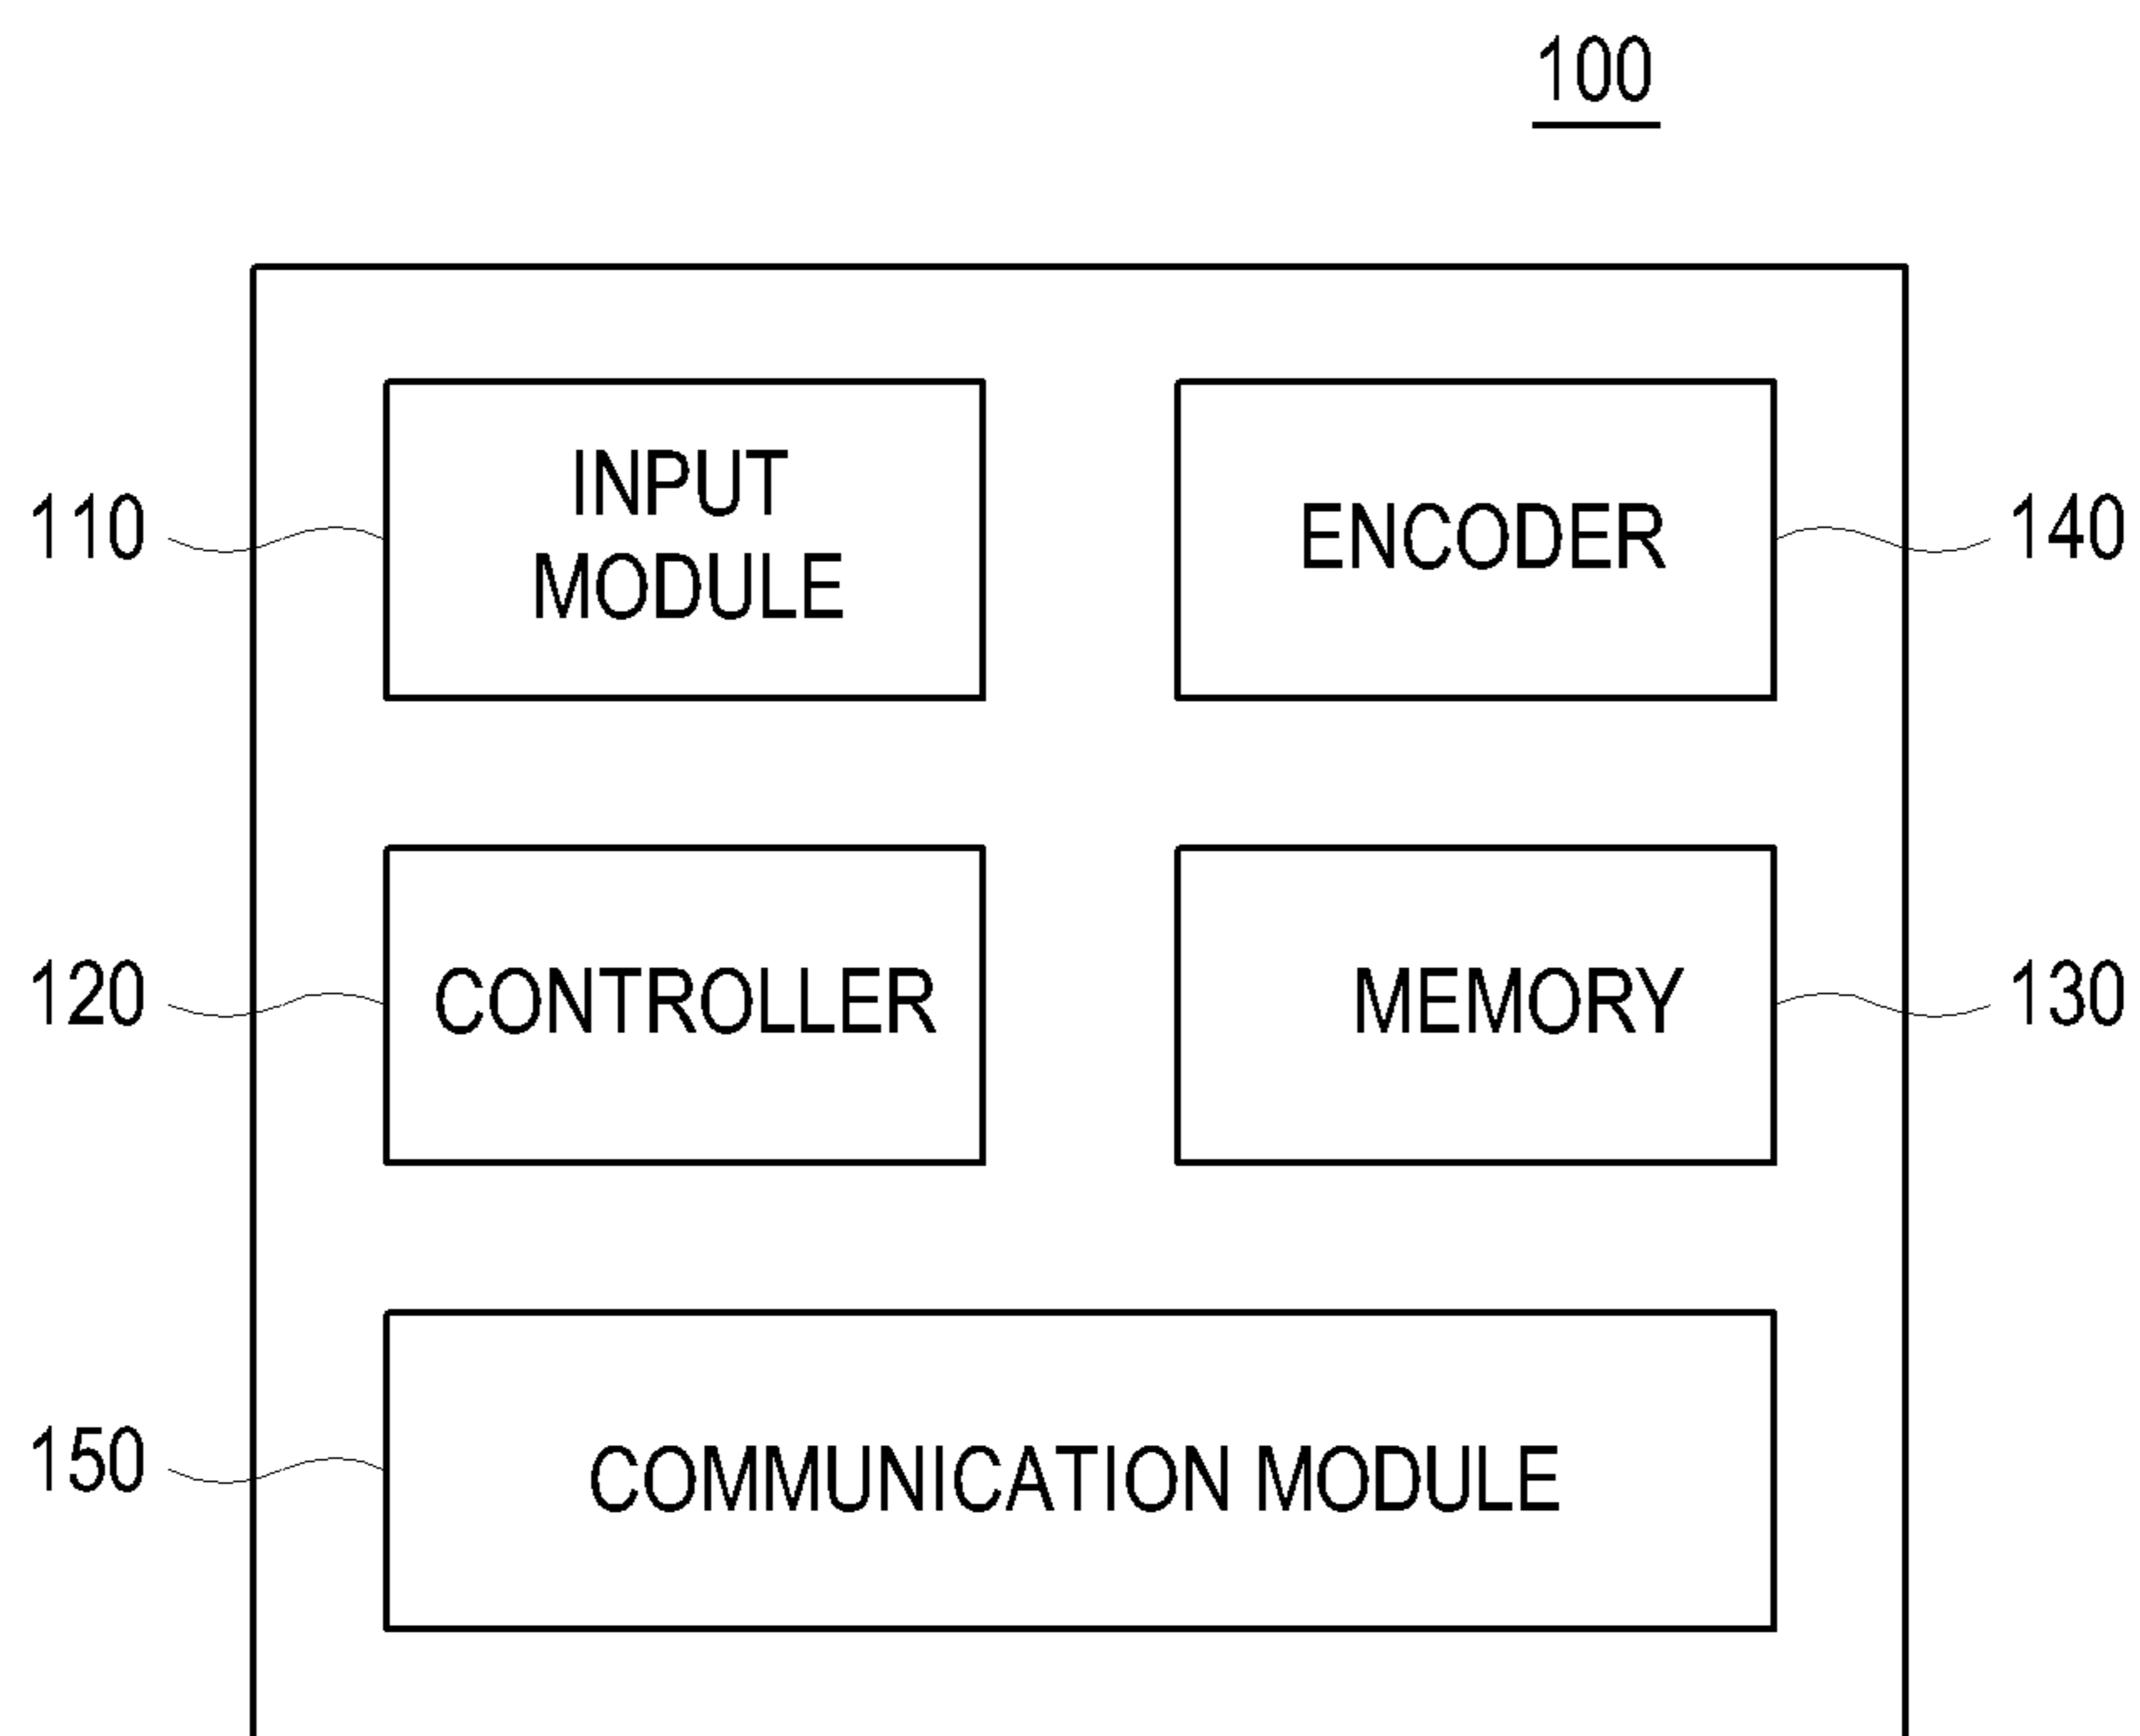 100
INPUT
MODULE
ENCODER
110
140
CONTROLLER
MEMORY
120
130
COMMUNICATION MODULE
150